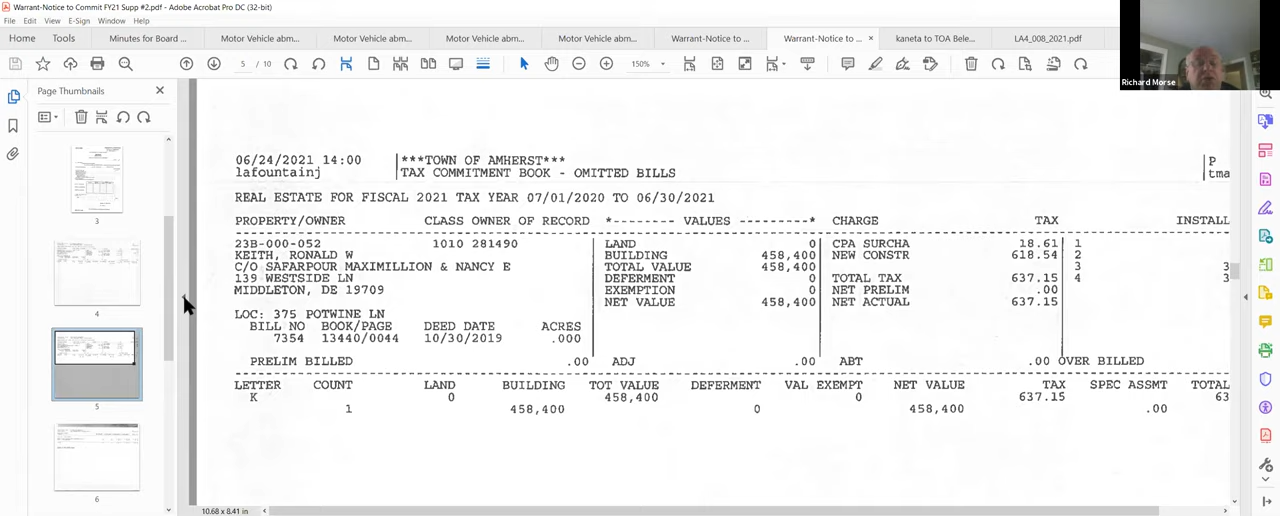 Warrant-Notice to Commit FY21 Supp #2.pdf - Adobe Acrobat Pro DC (32-bit)
File Edit View E-Sign Window Help
Home Tools Minutes for Board ... Motor Vehicle abm... Motor Vehicle abm... Motor Vehicle abm... Motor Vehicle abm... Warrant-Notice to ... Warrant-Notice to ... × kaneta to TOA Bele... LA4_008_2021.pdf
5 / 10 150%
Richard Morse
Page Thumbnails
3
4
5
6
06/24/2021 14:00 ***TOWN OF AMHERST*** P
lafountainj TAX COMMITMENT BOOK - OMITTED BILLS tma
REAL ESTATE FOR FISCAL 2021 TAX YEAR 07/01/2020 TO 06/30/2021
PROPERTY/OWNER CLASS OWNER OF RECORD *-------- VALUES ---------* CHARGE TAX INSTALL
23B-000-052 1010 281490 LAND 0 CPA SURCHA 18.61 1
KEITH, RONALD W BUILDING 458,400 NEW CONSTR 618.54 2
C/O SAFARPOUR MAXIMILLION & NANCY E TOTAL VALUE 458,400 3 3
139 WESTSIDE LN DEFERMENT 0 TOTAL TAX 637.15 4 3
MIDDLETON, DE 19709 EXEMPTION 0 NET PRELIM .00
NET VALUE 458,400 NET ACTUAL 637.15
LOC: 375 POTWINE LN
BILL NO BOOK/PAGE DEED DATE ACRES
7354 13440/0044 10/30/2019 .000
PRELIM BILLED .00 ADJ .00 ABT .00 OVER BILLED
LETTER COUNT LAND BUILDING TOT VALUE DEFERMENT VAL EXEMPT NET VALUE TAX SPEC ASSMT TOTAL
K 0 458,400 0 637.15 63
1 458,400 0 458,400 .00
10.68 x 8.41 in